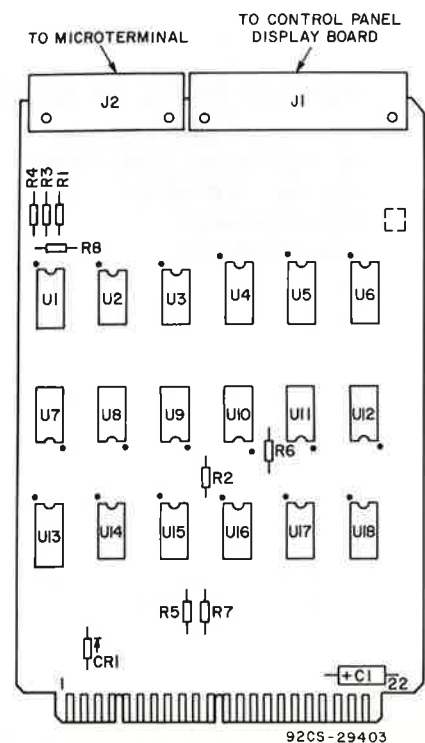 TO MICROTERMINAL
TO CONTROL PANEL
DISPLAY BOARD
J2
J1
R4
R3
R1
R8
U1
U2
U3
U4
U5
U6
U7
U8
U9
U10
U11
U12
R6
R2
U13
U14
U15
U16
U17
U18
R5
R7
CR1
+C1
1
22
92CS-29403